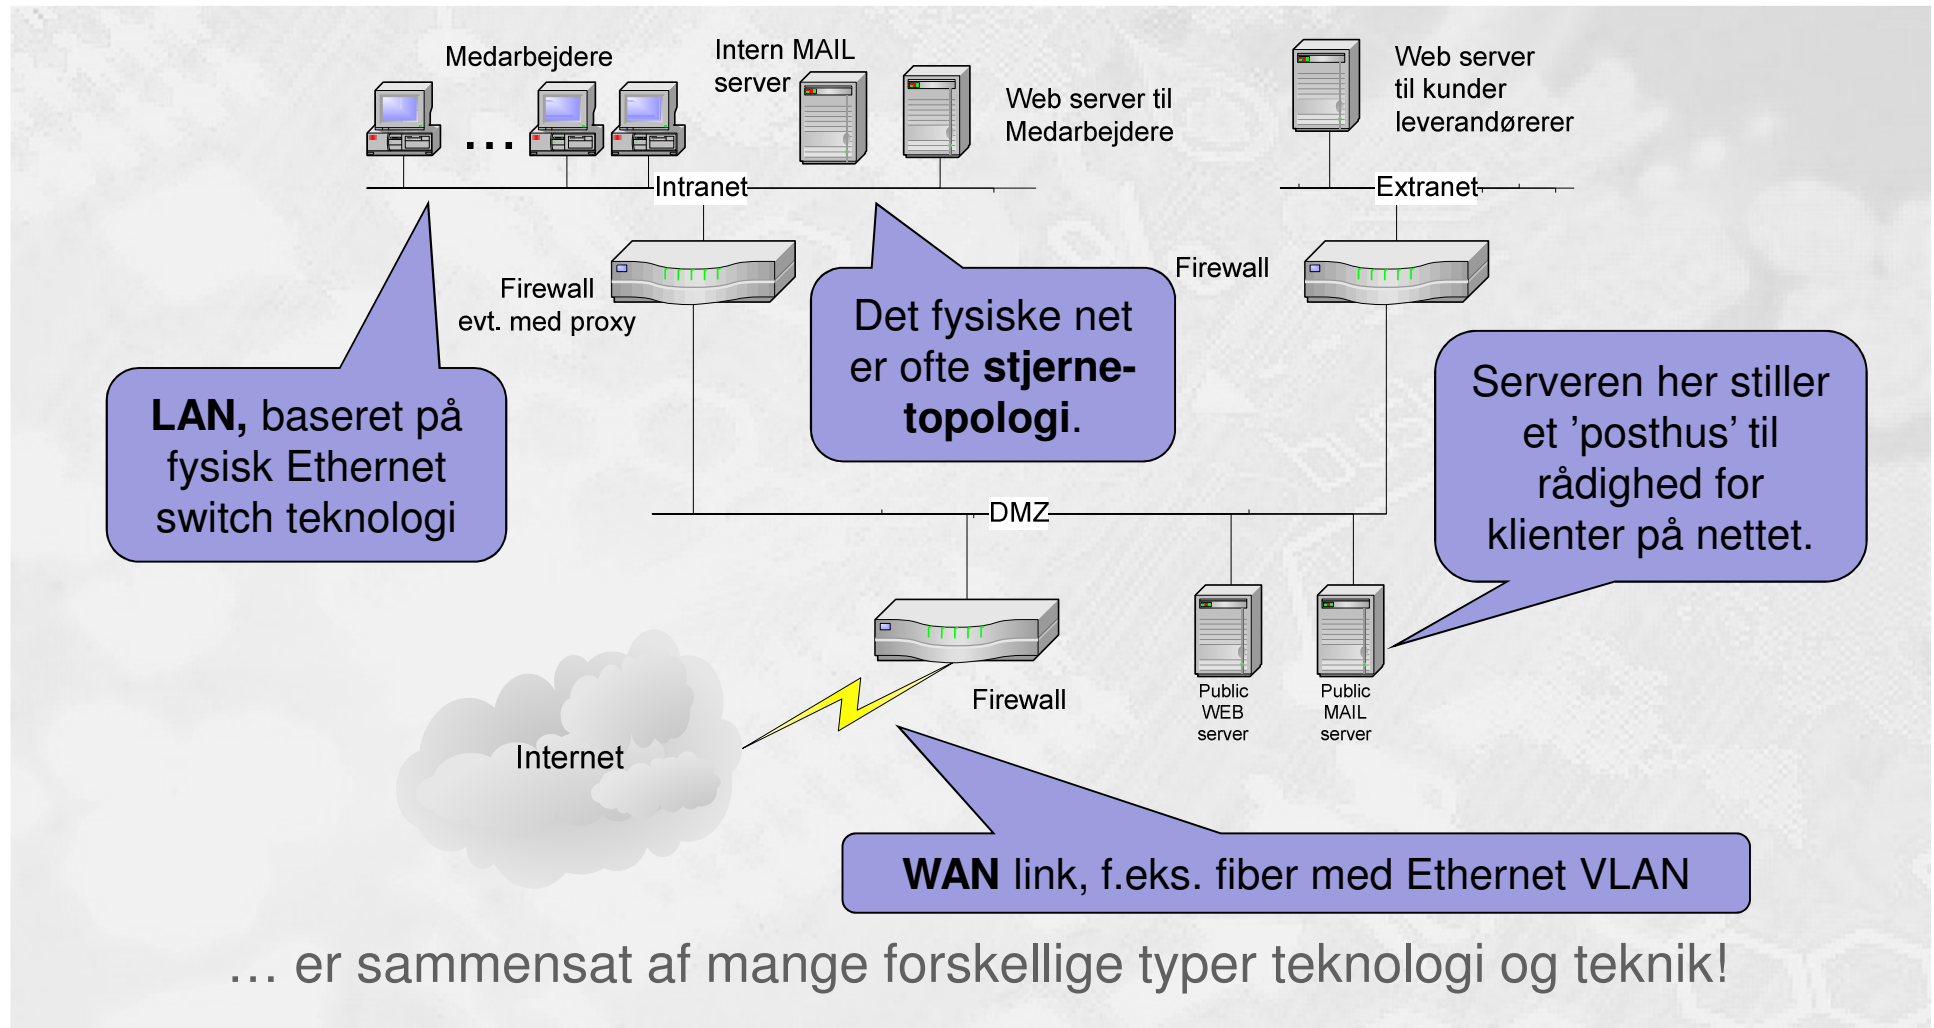 Medarbejdere
Intern MAIL
server
Web server til
Medarbejdere
Web server
til kunder
leverandørerer
...
Intranet
Extranet
Firewall
evt. med proxy
Firewall
Det fysiske net
er ofte stjerne-
topologi.
LAN, baseret på
fysisk Ethernet
switch teknologi
Serveren her stiller
et ’posthus’ til
rådighed for
klienter på nettet.
DMZ
Firewall
Public
WEB
server
Public
MAIL
server
Internet
WAN link, f.eks. fiber med Ethernet VLAN
… er sammensat af mange forskellige typer teknologi og teknik!